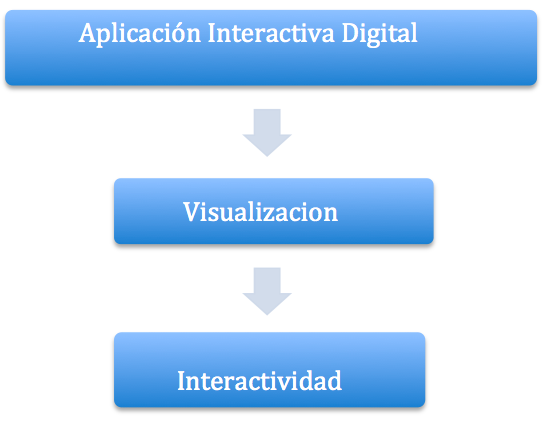 Aplicación Interactiva Digital
Visualizacion
Interactividad